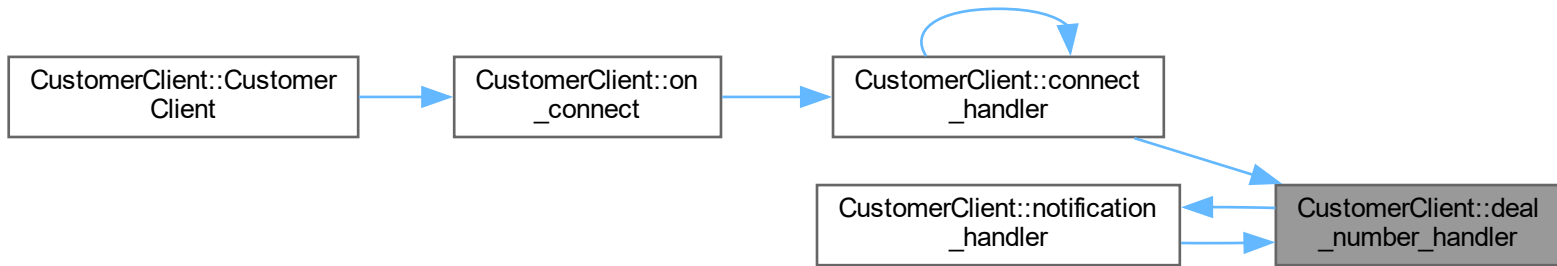 CustomerClient::Customer
Client
CustomerClient::on
_connect
CustomerClient::connect
_handler
CustomerClient::notification
_handler
CustomerClient::deal
_number_handler